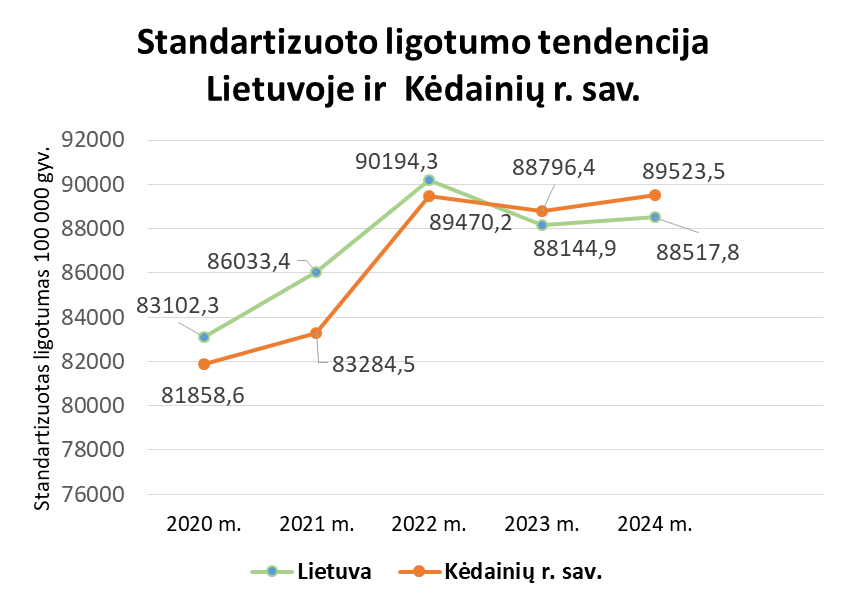 Standartizuoto ligotumo tendencija
Lietuvoje ir  Kėdainių r. sav.
Standartizuotas ligotumas 100 000 gyv.
92000
90000
88000
86000
84000
82000
80000
78000
76000
83102,3
86033,4
90194,3
88144,9
88517,8
81858,6
83284,5
89470,2
88796,4
89523,5
2020 m.
2021 m.
2022 m.
2023 m.
2024 m.
Lietuva
Kėdainių r. sav.